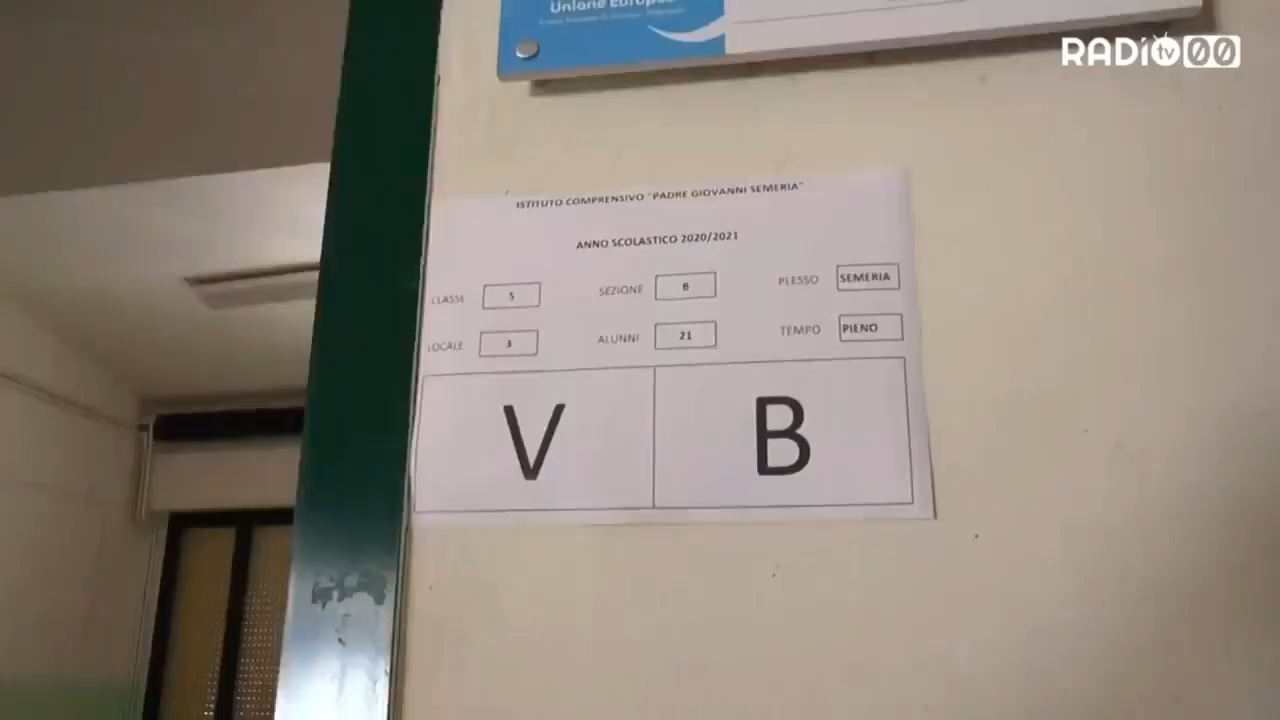 Unione Europea
RADIO tv 00
ISTITUTO COMPRENSIVO "PADRE GIOVANNI SEMERIA"
ANNO SCOLASTICO 2020/2021
CLASSE 5 SEZIONE B PLESSO SEMERIA
LOCALE 3 ALUNNI 21 TEMPO PIENO
V B